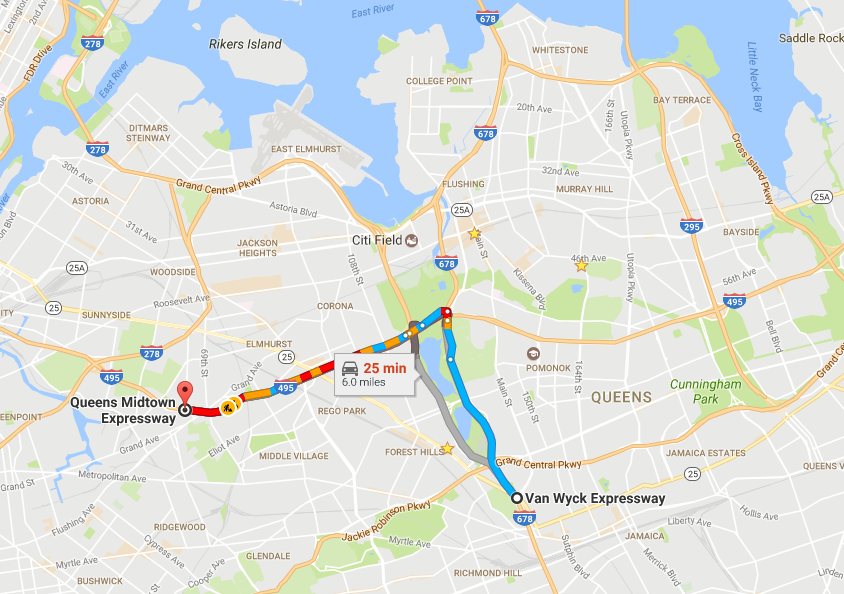 East River
678
Saddle Rock
Lexington
2nd Ave
278
Rikers Island
WHITESTONE
FDR Drive
East River
COLLEGE POINT
Little Neck Bay
BAY TERRACE
20th Ave
166th St
Utopia Pkwy
DITMARS
STEINWAY
678
278
EAST ELMHURST
Cross Island Pkwy
30th Ave
Grand Central Pkwy
32nd Ave
FLUSHING
MURRAY HILL
25A
ASTORIA
Astoria Blvd
25A
295
31st Ave
Citi Field
Main St
BAYSIDE
JACKSON
HEIGHTS
108th St
678
46th Ave
Utopia Pkwy
25A
WOODSIDE
Kissena Blvd
56th Ave
Roosevelt Ave
495
25
SUNNYSIDE
CORONA
Bell Blvd
ELMHURST
278
69th St
25
Grand Ave
25 min
6.0 miles
POMONOK
164th St
Grand Central
495
495
Main St
150th St
Cunningham
Park
Queens Midtown
Expressway
REGO PARK
QUEENS
Grand Ave
Eliot Ave
MIDDLE VILLAGE
FOREST HILLS
JAMAICA ESTATES
Grand Central Pkwy
25
Metropolitan Ave
Grand St
Van Wyck Expressway
678
Flushing Ave
Jackie Robinson Pkwy
Liberty Ave
Hollis Ave
RIDGEWOOD
JAMAICA
Cypress Ave
Myrtle Ave
GLENDALE
Sutphin Blvd
Merrick Blvd
Cooper Ave
Myrtle Ave
BUSHWICK
RICHMOND HILL
Linden